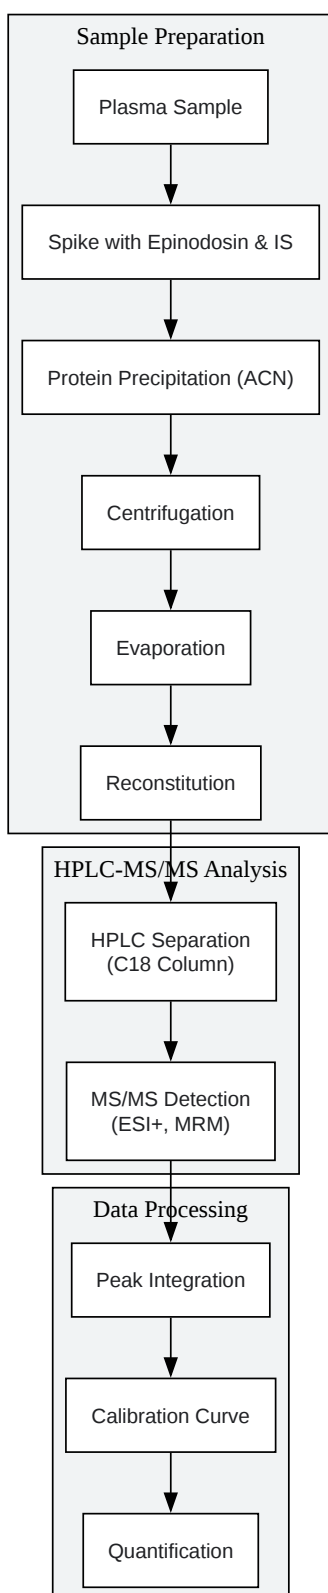 Sample Preparation
Plasma Sample
Spike with Epinodosin & IS
Protein Precipitation (ACN)
Centrifugation
Evaporation
Reconstitution
HPLC-MS/MS Analysis
HPLC Separation
(C18 Column)
MS/MS Detection
(ESI+, MRM)
Data Processing
Peak Integration
Calibration Curve
Quantification